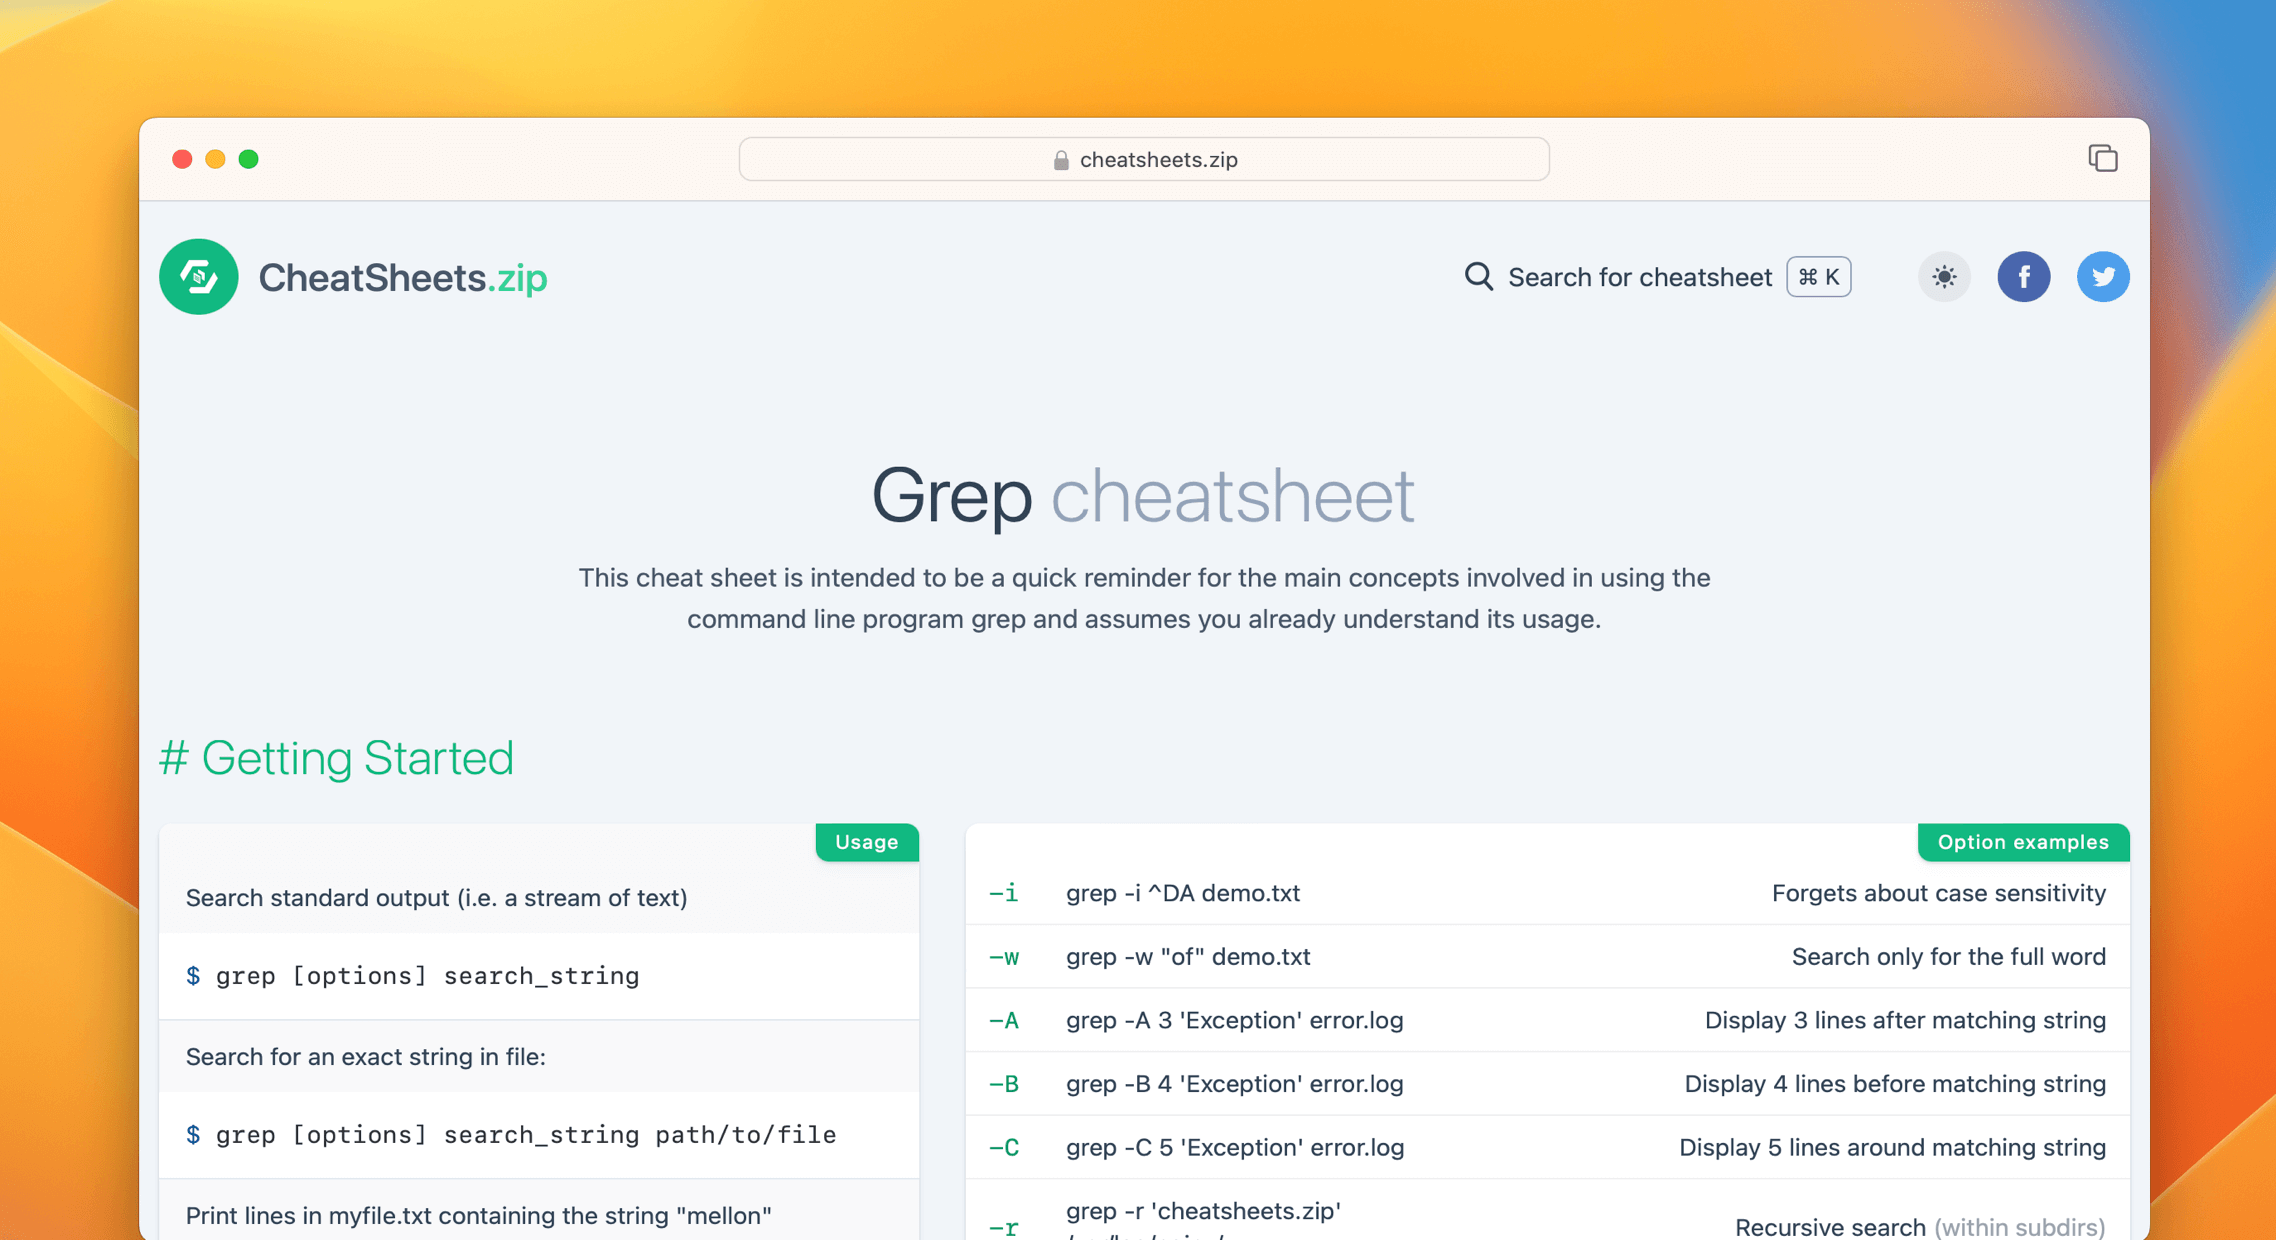 cheatsheets.zip
CheatSheets.zip
Search for cheatsheet ⌘ K
Grep cheatsheet
This cheat sheet is intended to be a quick reminder for the main concepts involved in using the
command line program grep and assumes you already understand its usage.
# Getting Started
Usage
Search standard output (i.e. a stream of text)
$ grep [options] search_string
Search for an exact string in file:
$ grep [options] search_string path/to/file
Print lines in myfile.txt containing the string "mellon"
Option examples
-i grep -i ^DA demo.txt Forgets about case sensitivity
-w grep -w "of" demo.txt Search only for the full word
-A grep -A 3 'Exception' error.log Display 3 lines after matching string
-B grep -B 4 'Exception' error.log Display 4 lines before matching string
-C grep -C 5 'Exception' error.log Display 5 lines around matching string
-r grep -r 'cheatsheets.zip' Recursive search (within subdirs)